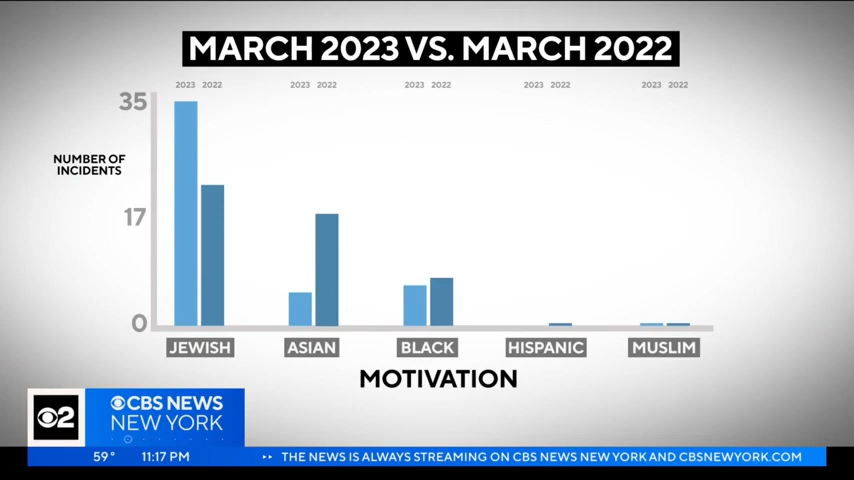 MARCH 2023 VS. MARCH 2022
2023 2022 2023 2022 2023 2022 2023 2022 2023 2022
35
NUMBER OF
INCIDENTS
17
0
JEWISH ASIAN BLACK HISPANIC MUSLIM
MOTIVATION
2 CBS NEWS
NEW YORK
59° 11:17 PM THE NEWS IS ALWAYS STREAMING ON CBS NEWS NEW YORK AND CBSNEWYORK.COM